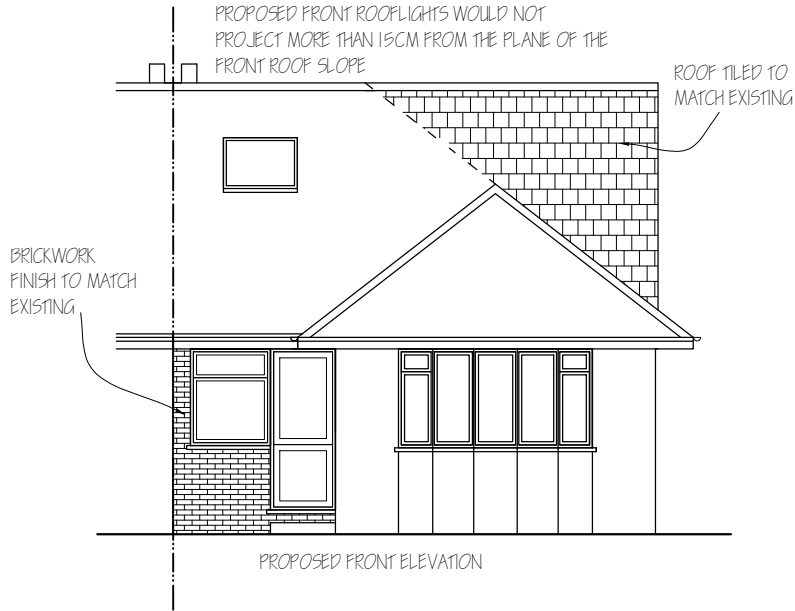 PROPOSED FRONT ROOFLIGHTS WOULD NOT
PROJECT MORE THAN 15CM FROM THE PLANE OF THE
FRONT ROOF SLOPE
ROOF TILED TO
MATCH EXISTING
BRICKWORK
FINISH TO MATCH
EXISTING
PROPOSED FRONT ELEVATION